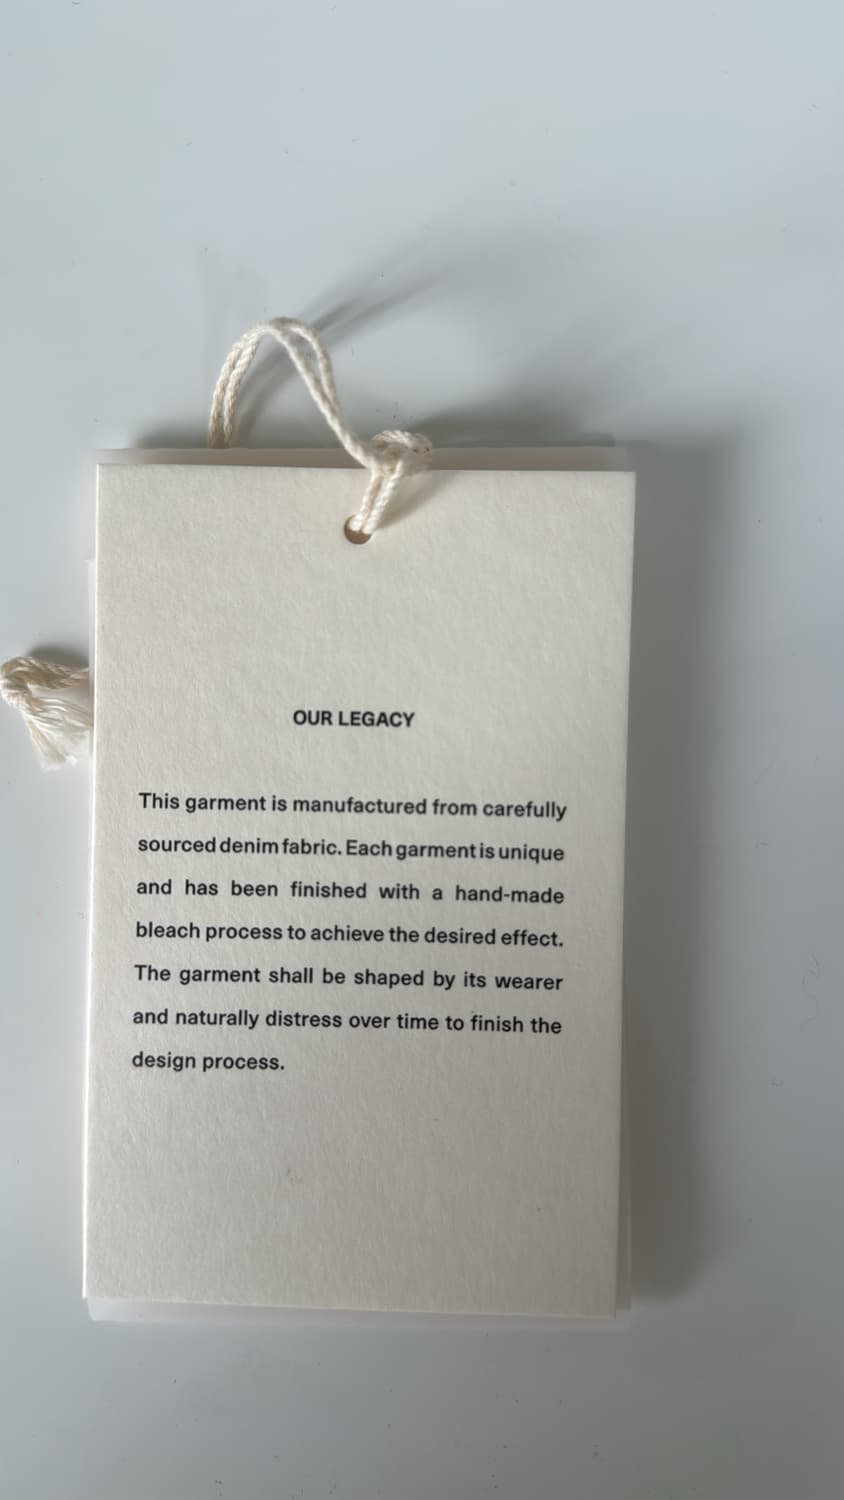 OUR LEGACY
This garment is manufactured from carefully
sourced denim fabric. Each garment is unique
and has been finished with a hand-made
bleach process to achieve the desired effect.
The garment shall be shaped by its wearer
and naturally distress over time to finish the
design process.